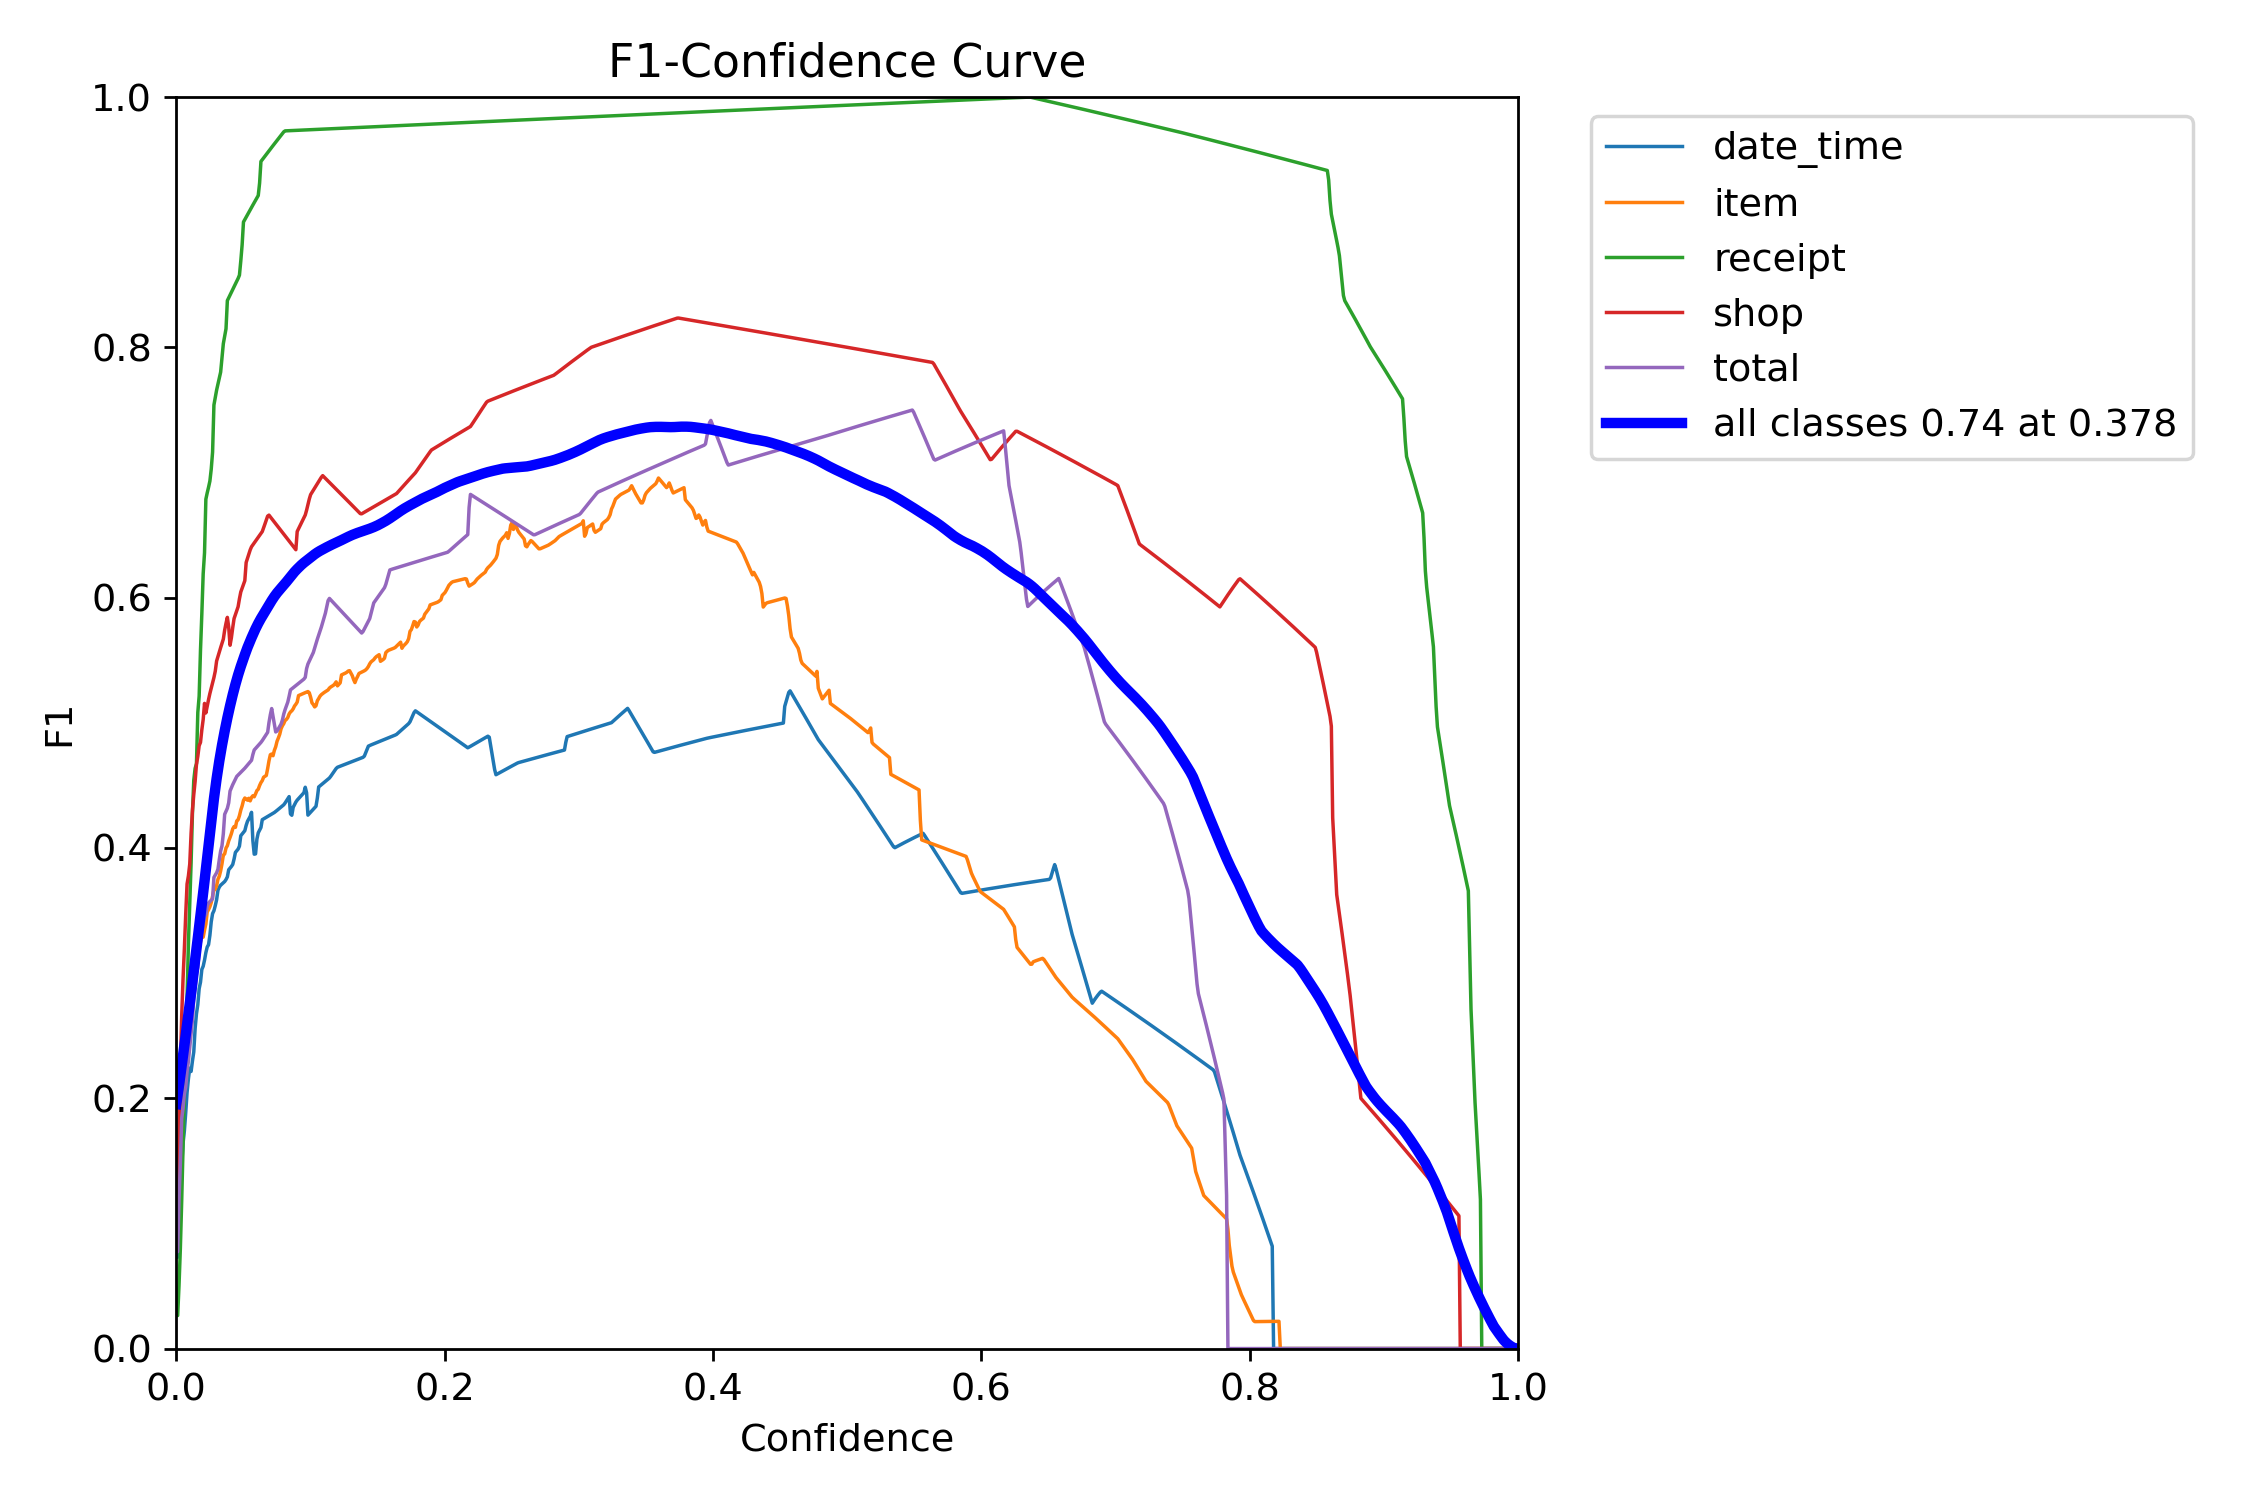 F1-Confidence Curve
1.0
0.8
0.6
0.4
0.2
0.0
F1
0.0 0.2 0.4 0.6 0.8 1.0
Confidence
date_time
item
receipt
shop
total
all classes 0.74 at 0.378